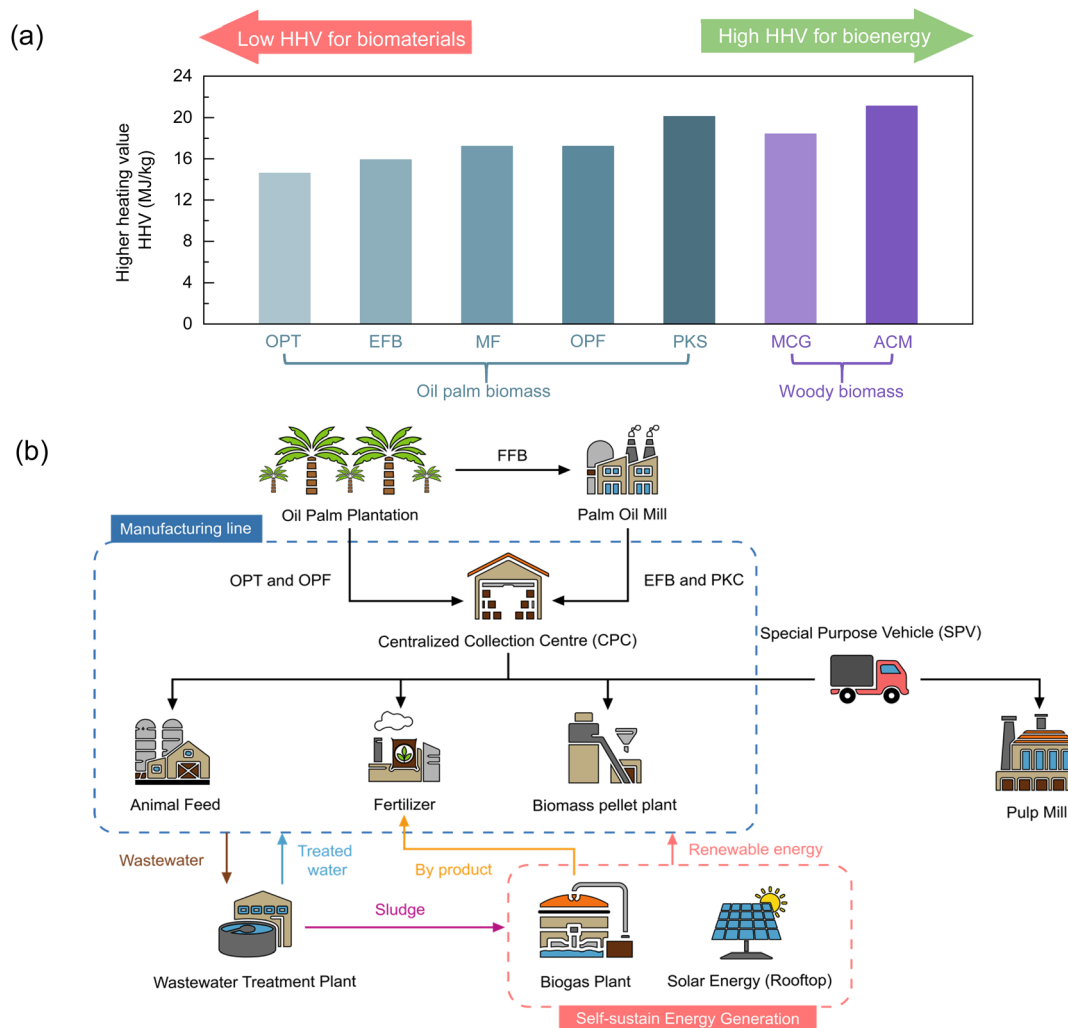 (a)
Low HHV for biomaterials
High HHV for bioenergy
Higher heating value
HHV (MJ/kg)
24
20
16
12
8
4
0
OPT
EFB
MF
OPF
PKS
MCG
ACM
Oil palm biomass
Woody biomass
(b)
FFB
Oil Palm Plantation
Palm Oil Mill
Manufacturing line
OPT and OPF
EFB and PKC
Centralized Collection Centre (CPC)
Special Purpose Vehicle (SPV)
Animal Feed
Fertilizer
Biomass pellet plant
Pulp Mill
Wastewater
Treated
water
By product
Renewable energy
Sludge
Wastewater Treatment Plant
Biogas Plant
Solar Energy (Rooftop)
Self-sustain Energy Generation